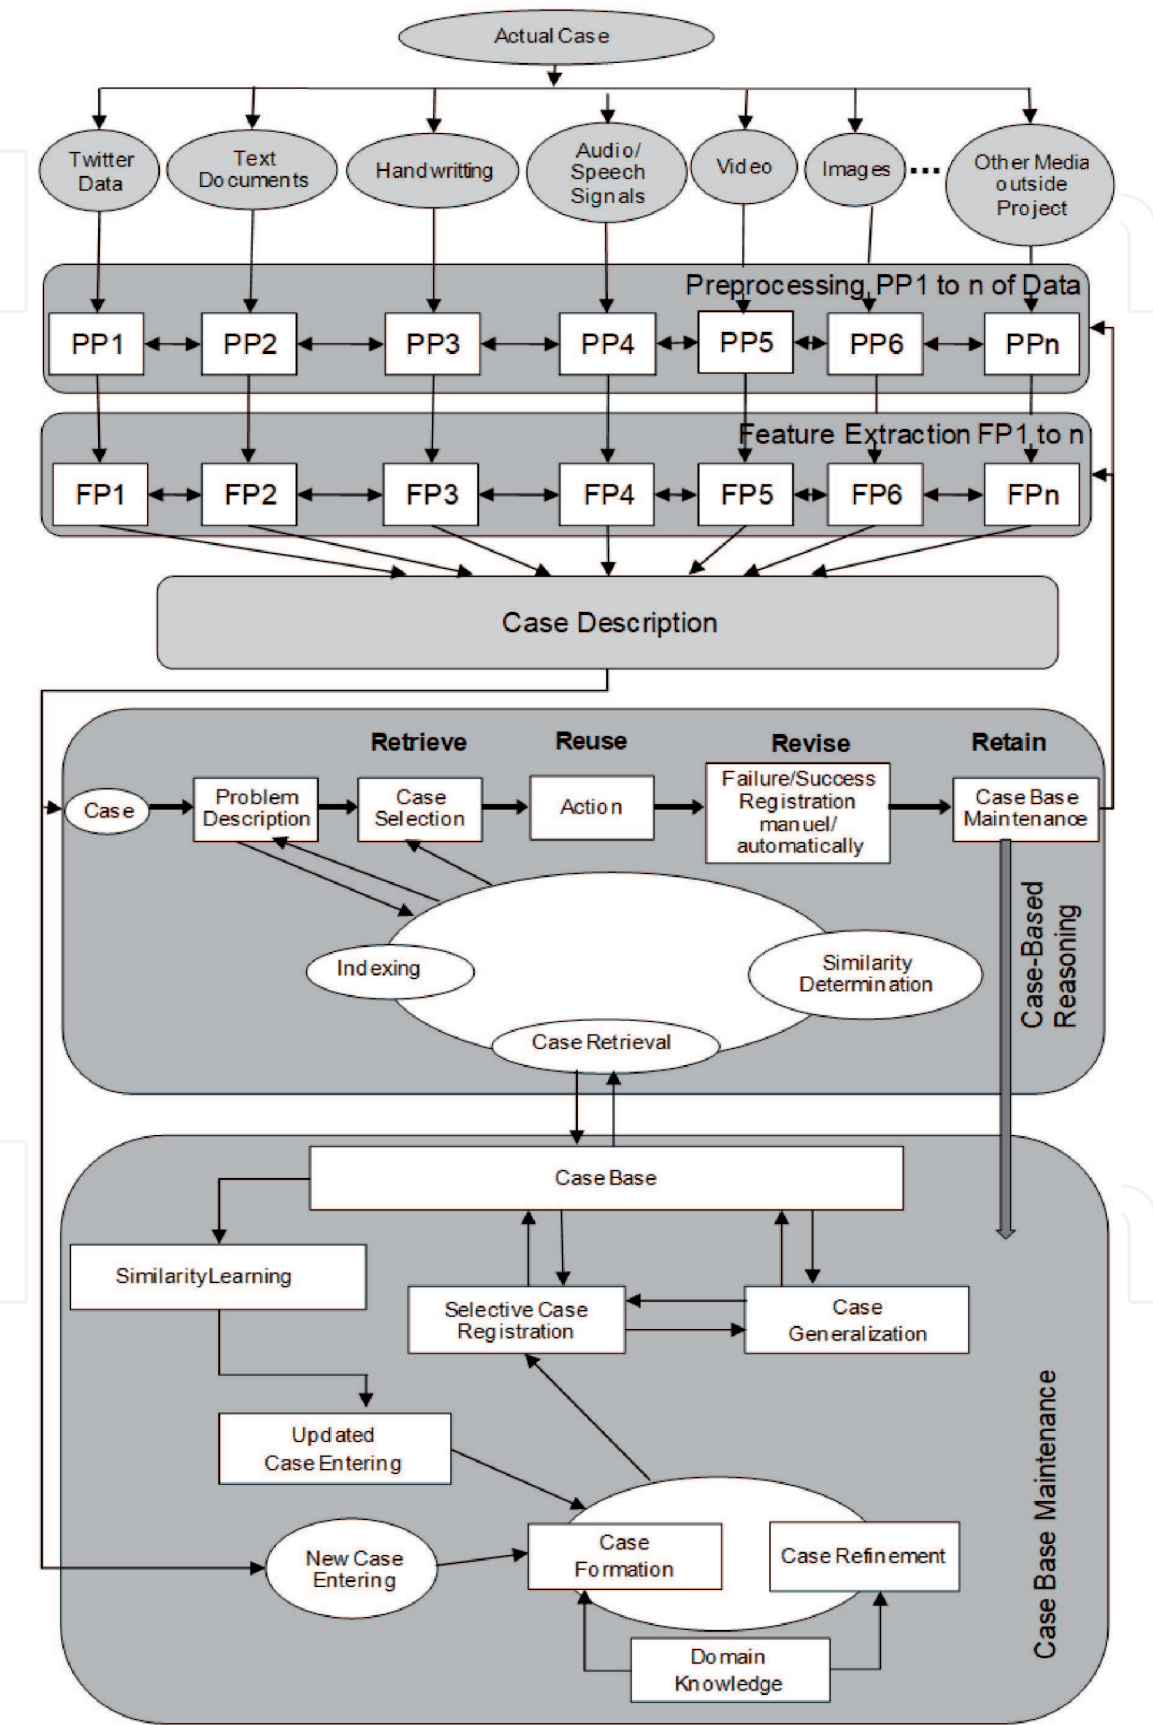 Actual Case
Twitter
Data
Text
Documents
Handwritting
Audio/
Speech
Signals
Video
Images
...
Other Media
outside
Project
Preprocessing PP1 to n of Data
PP1
PP2
PP3
PP4
PP5
PP6
PPn
Feature Extraction FP1 to n
FP1
FP2
FP3
FP4
FP5
FP6
FPn
Case Description
Retrieve
Reuse
Revise
Retain
Case
Problem
Description
Case
Selection
Action
Failure/Success
Registration
manuel/
automatically
Case Base
Maintenance
Indexing
Similarity
Determination
Case Retrieval
Case-Based
Reasoning
Case Base
Similarity Learning
Selective Case
Registration
Case
Generalization
Updated
Case Entering
New Case
Entering
Case
Formation
Case Refinement
Domain
Knowledge
Case Base Maintenance